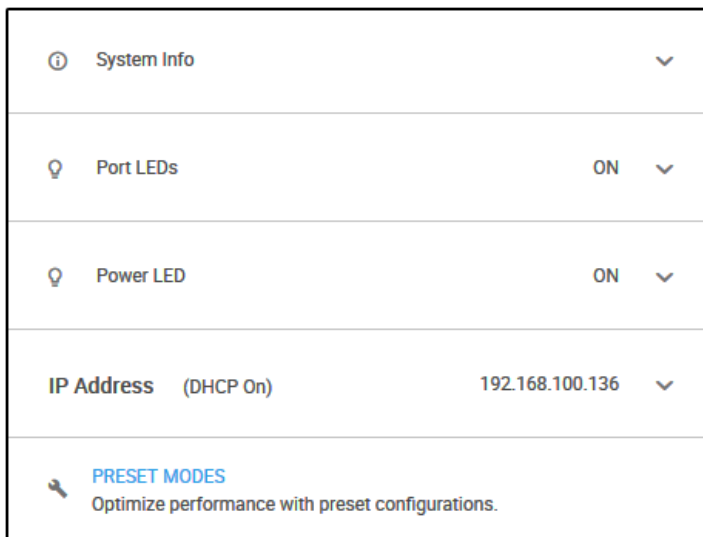 System Info
Port LEDs ON
Power LED ON
IP Address (DHCP On) 192.168.100.136
PRESET MODES
Optimize performance with preset configurations.